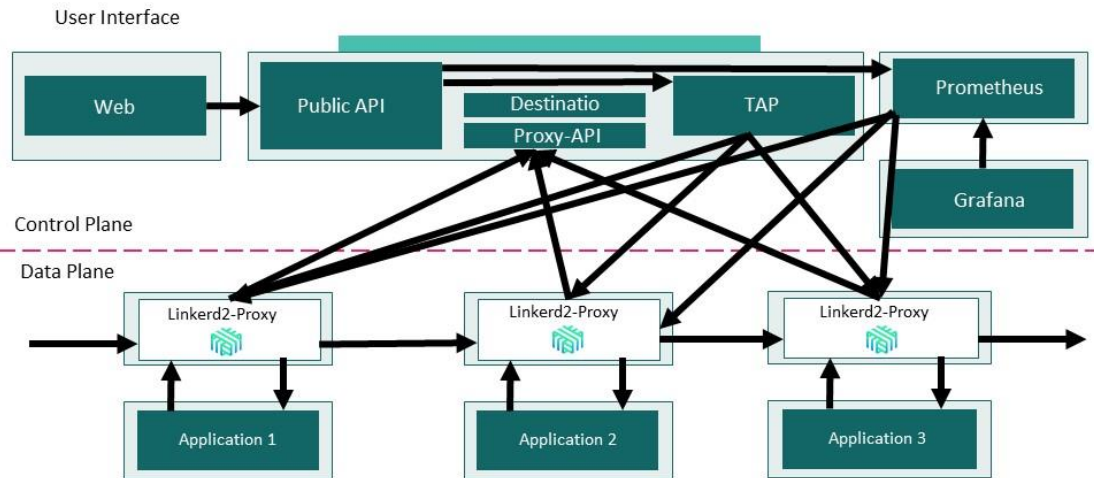 User Interface
Web
Public API
Destinatio
Proxy-API
TAP
Prometheus
Grafana
Control Plane
Data Plane
Linkerd2-Proxy
Linkerd2-Proxy
Linkerd2-Proxy
Application 1
Application 2
Application 3